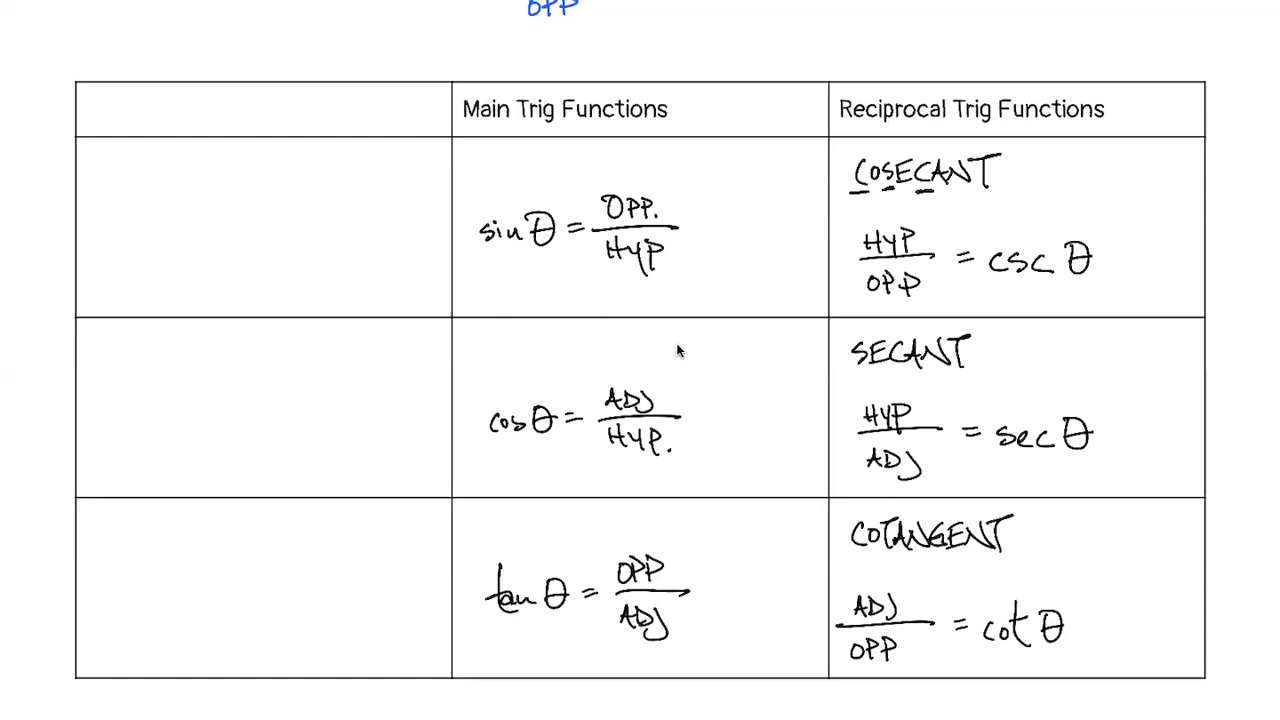 OPP
Main Trig Functions
Reciprocal Trig Functions
sin θ = OPP. / HYP
COSECANT
HYP / OPP = csc θ
cos θ = ADJ / HYP.
SECANT
HYP / ADJ = sec θ
tan θ = OPP / ADJ
COTANGENT
ADJ / OPP = cot θ